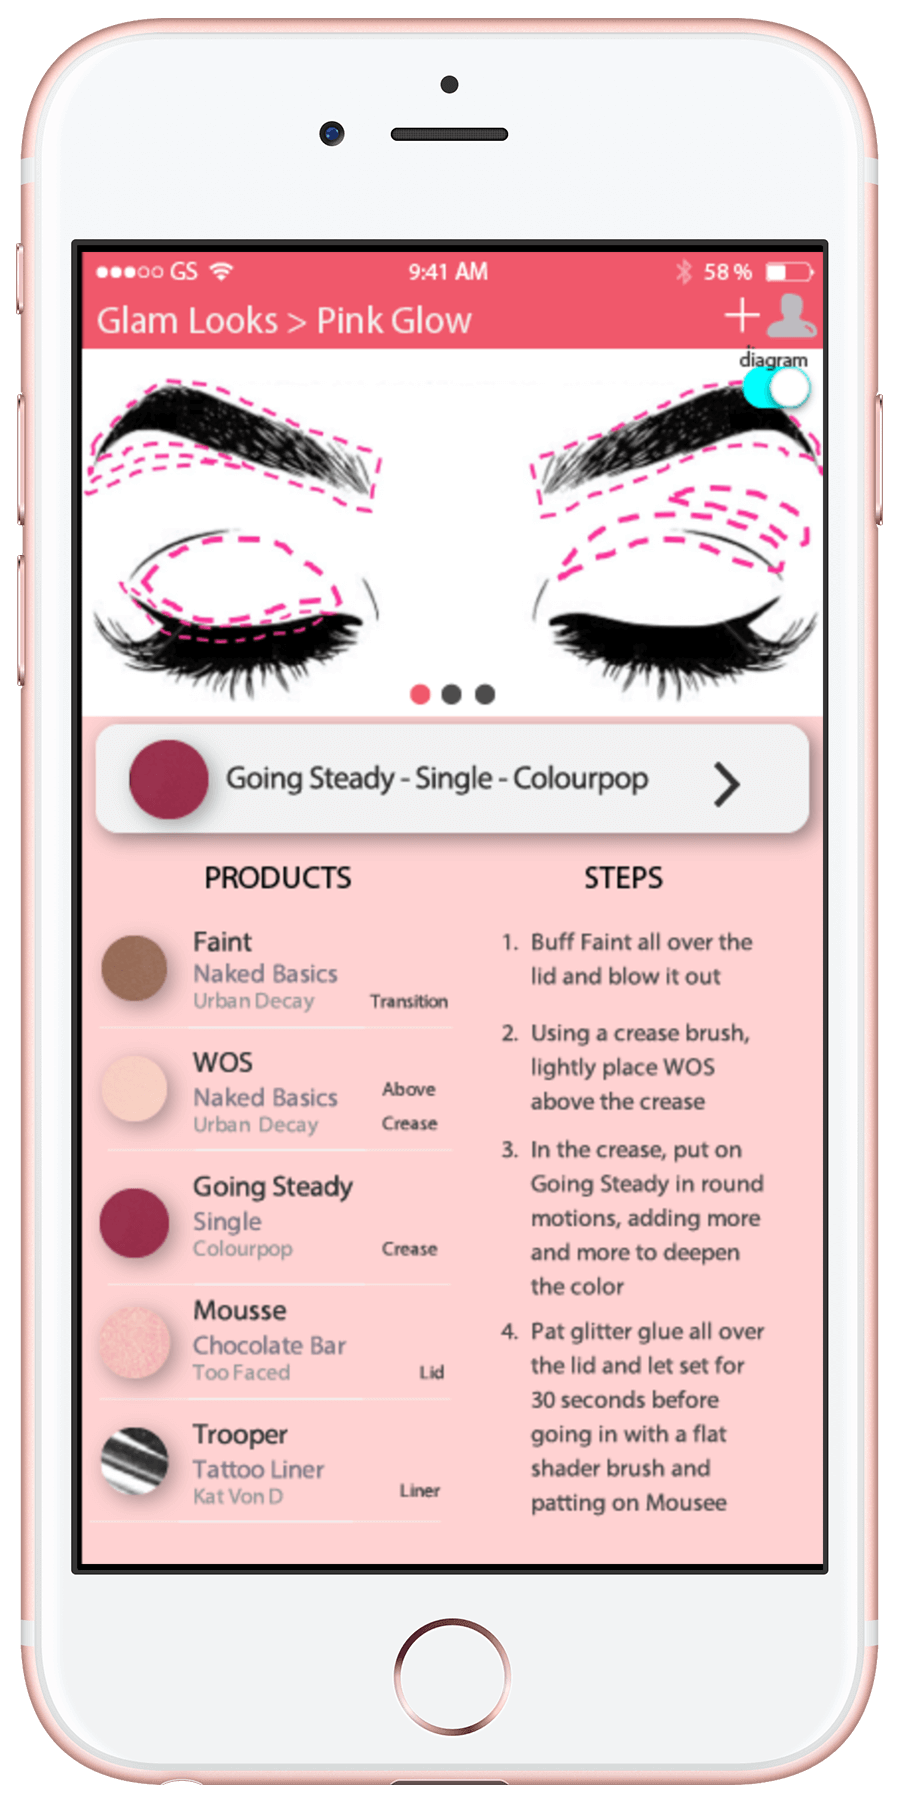 GS 9:41 AM 58 %
Glam Looks > Pink Glow
diagram
Going Steady - Single - Colourpop
PRODUCTS
Faint
Naked Basics
Urban Decay Transition
WOS
Naked Basics Above
Urban Decay Crease
Going Steady
Single
Colourpop Crease
Mousse
Chocolate Bar
Too Faced Lid
Trooper
Tattoo Liner
Kat Von D Liner
STEPS
1. Buff Faint all over the
lid and blow it out
2. Using a crease brush,
lightly place WOS
above the crease
3. In the crease, put on
Going Steady in round
motions, adding more
and more to deepen
the color
4. Pat glitter glue all over
the lid and let set for
30 seconds before
going in with a flat
shader brush and
patting on Mousee